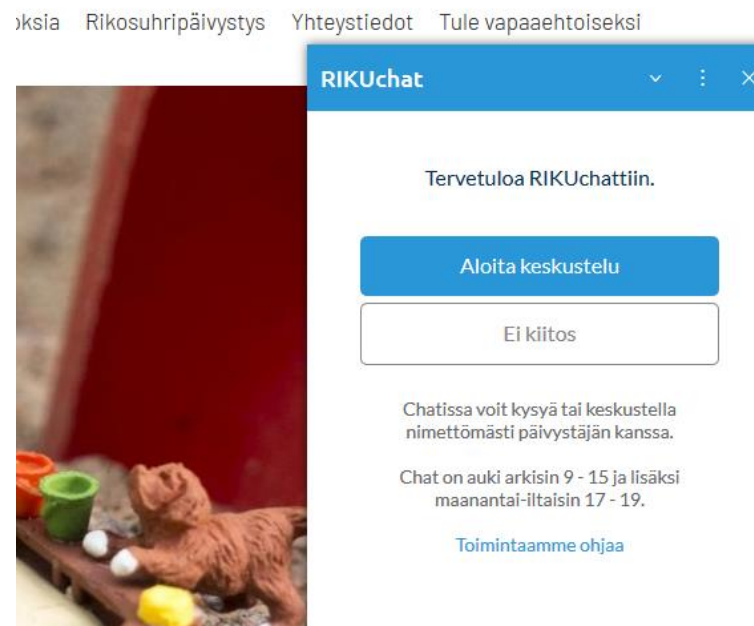 Rikosuhripäivystys Yhteystiedot Tule vapaaehtoiseksi
RIKUchat
Tervetuloa RIKUchattiin.
Aloita keskustelu
Ei kiitos
Chatissa voit kysyä tai keskustella
nimettömästi päivystäjän kanssa.
Chat on auki arkisin 9 - 15 ja lisäksi
maanantai-iltaisin 17 - 19.
Toimintaamme ohjaa